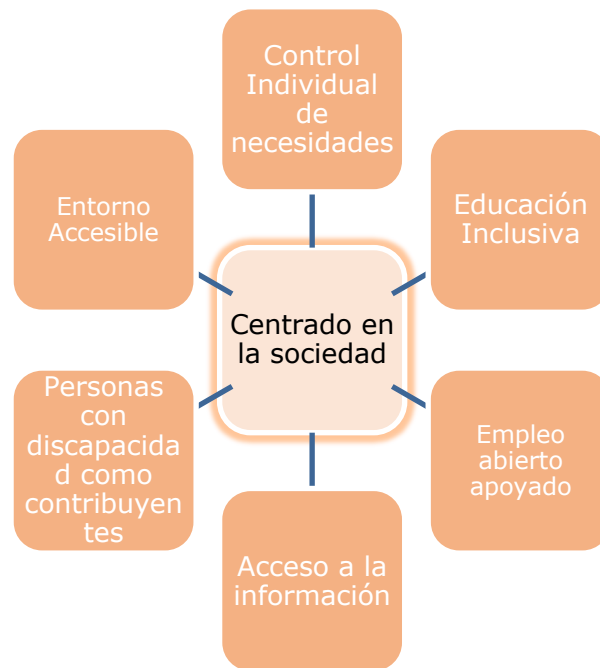 Control
Individual
de
necesidades
Entorno
Accesible
Educación
Inclusiva
Centrado en
la sociedad
Personas
con
discapacida
d como
contribuyen
tes
Empleo
abierto
apoyado
Acceso a la
información